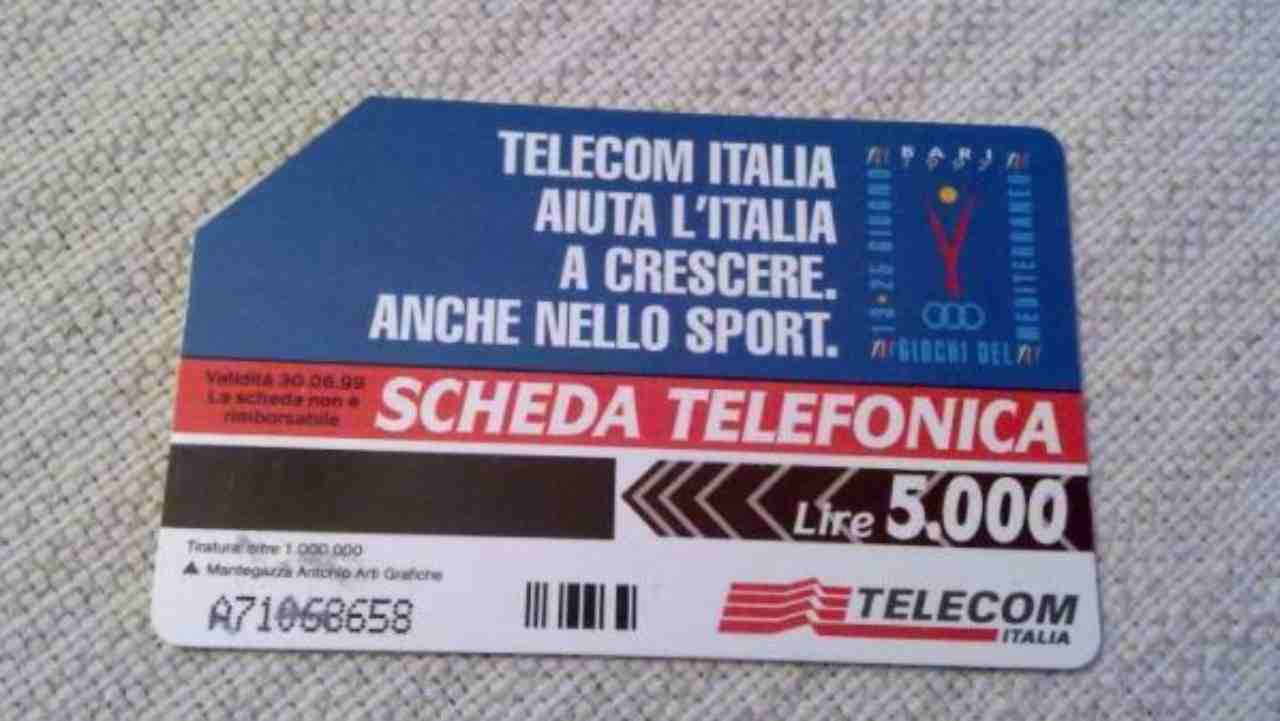 TELECOM ITALIA
AIUTA L'ITALIA
A CRESCERE.
ANCHE NELLO SPORT.
BARI
1997
13•25 GIUGNO
GIOCHI DEL
MEDITERRANEO
Validità 30.06.99
La scheda non è
rimborsabile
SCHEDA TELEFONICA
Lire 5.000
Tiratura: oltre 1.000.000
Mantegazza Antonio Arti Grafiche
A71068658
TELECOM
ITALIA